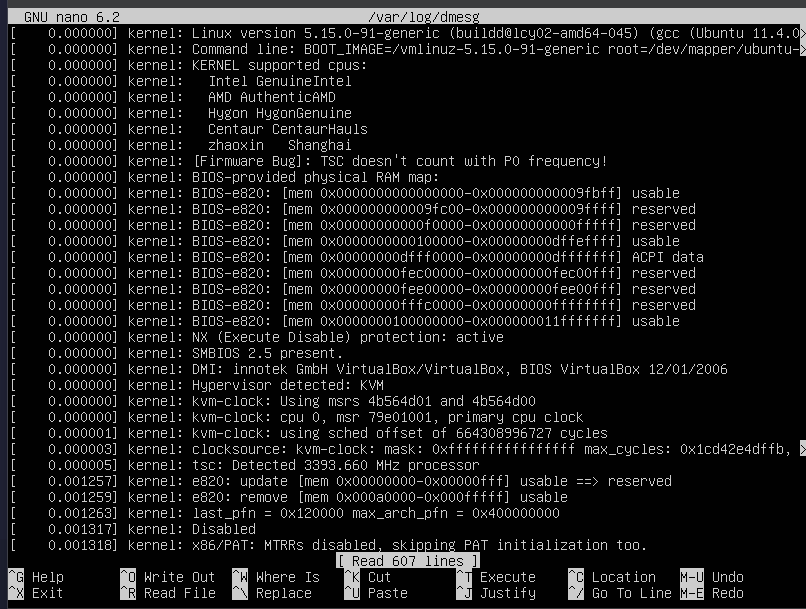 GNU nano 6.2 /var/log/dmesg
[    0.000000] kernel: Linux version 5.15.0-91-generic (buildd@lcy02-amd64-045) (gcc (Ubuntu 11.4.0>
[    0.000000] kernel: Command line: BOOT_IMAGE=/vmlinuz-5.15.0-91-generic root=/dev/mapper/ubuntu->
[    0.000000] kernel: KERNEL supported cpus:
[    0.000000] kernel:   Intel GenuineIntel
[    0.000000] kernel:   AMD AuthenticAMD
[    0.000000] kernel:   Hygon HygonGenuine
[    0.000000] kernel:   Centaur CentaurHauls
[    0.000000] kernel:   zhaoxin   Shanghai
[    0.000000] kernel: [Firmware Bug]: TSC doesn't count with P0 frequency!
[    0.000000] kernel: BIOS-provided physical RAM map:
[    0.000000] kernel: BIOS-e820: [mem 0x0000000000000000-0x000000000009fbff] usable
[    0.000000] kernel: BIOS-e820: [mem 0x000000000009fc00-0x000000000009ffff] reserved
[    0.000000] kernel: BIOS-e820: [mem 0x00000000000f0000-0x00000000000fffff] reserved
[    0.000000] kernel: BIOS-e820: [mem 0x0000000000100000-0x00000000dffeffff] usable
[    0.000000] kernel: BIOS-e820: [mem 0x00000000dfff0000-0x00000000dfffffff] ACPI data
[    0.000000] kernel: BIOS-e820: [mem 0x00000000fec00000-0x00000000fec00fff] reserved
[    0.000000] kernel: BIOS-e820: [mem 0x00000000fee00000-0x00000000fee00fff] reserved
[    0.000000] kernel: BIOS-e820: [mem 0x00000000fffc0000-0x00000000ffffffff] reserved
[    0.000000] kernel: BIOS-e820: [mem 0x0000000100000000-0x000000011fffffff] usable
[    0.000000] kernel: NX (Execute Disable) protection: active
[    0.000000] kernel: SMBIOS 2.5 present.
[    0.000000] kernel: DMI: innotek GmbH VirtualBox/VirtualBox, BIOS VirtualBox 12/01/2006
[    0.000000] kernel: Hypervisor detected: KVM
[    0.000000] kernel: kvm-clock: Using msrs 4b564d01 and 4b564d00
[    0.000000] kernel: kvm-clock: cpu 0, msr 79e01001, primary cpu clock
[    0.000001] kernel: kvm-clock: using sched offset of 664308996727 cycles
[    0.000003] kernel: clocksource: kvm-clock: mask: 0xffffffffffffffff max_cycles: 0x1cd42e4dffb, >
[    0.000005] kernel: tsc: Detected 3393.660 MHz processor
[    0.001257] kernel: e820: update [mem 0x00000000-0x00000fff] usable ==> reserved
[    0.001259] kernel: e820: remove [mem 0x000a0000-0x000fffff] usable
[    0.001263] kernel: last_pfn = 0x120000 max_arch_pfn = 0x400000000
[    0.001317] kernel: Disabled
[    0.001318] kernel: x86/PAT: MTRRs disabled, skipping PAT initialization too.
[ Read 607 lines ]
^G Help ^O Write Out ^W Where Is ^K Cut ^T Execute ^C Location M-U Undo
^X Exit ^R Read File ^\ Replace ^U Paste ^J Justify ^/ Go To Line M-E Redo